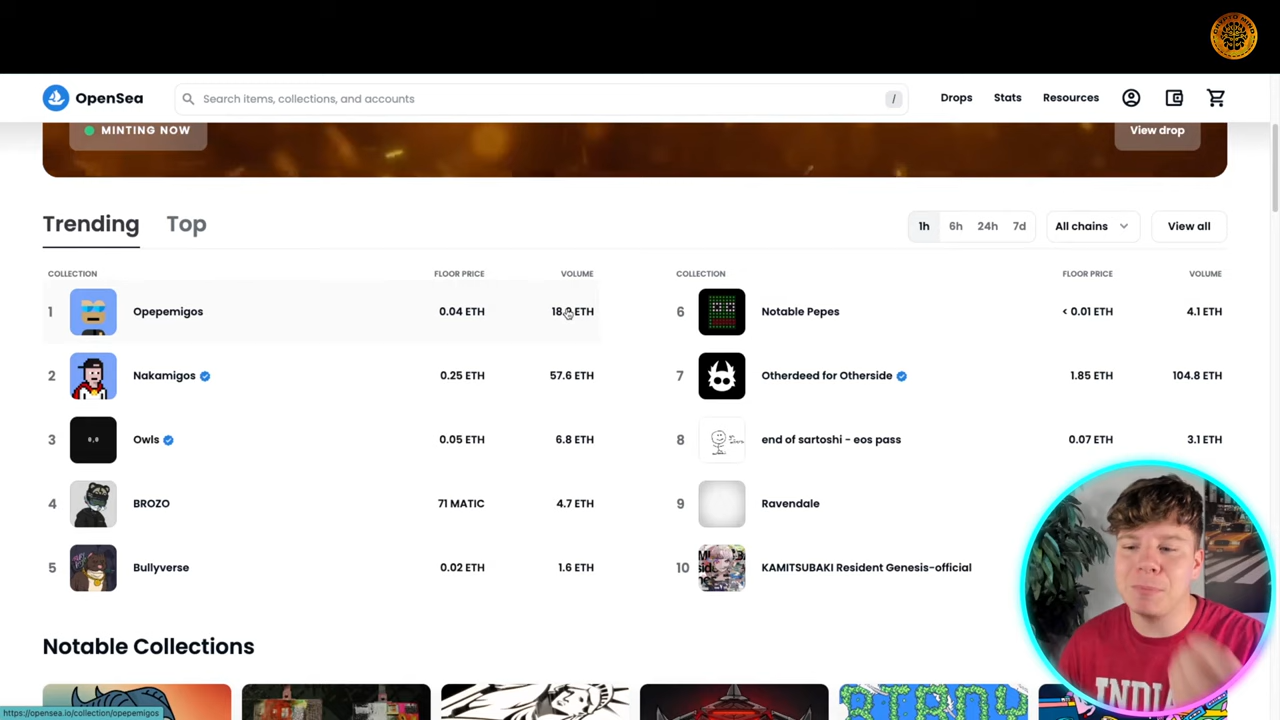 CRYPTO MIND
OpenSea
Search items, collections, and accounts
/
Drops
Stats
Resources
MINTING NOW
View drop
Trending
Top
1h
6h
24h
7d
All chains
View all
COLLECTION FLOOR PRICE VOLUME
1 Opepemigos 0.04 ETH ETH
2 Nakamigos 0.25 ETH 57.6 ETH
3 Owls 0.05 ETH 6.8 ETH
4 BROZO 71 MATIC 4.7 ETH
5 Bullyverse 0.02 ETH 1.6 ETH
COLLECTION FLOOR PRICE VOLUME
6 Notable Pepes < 0.01 ETH 4.1 ETH
7 Otherdeed for Otherside 1.85 ETH 104.8 ETH
8 end of sartoshi - eos pass 0.07 ETH 3.1 ETH
9 Ravendale
10 KAMITSUBAKI Resident Genesis-official
Notable Collections
INDIA
https://opensea.io/collection/opepemigos